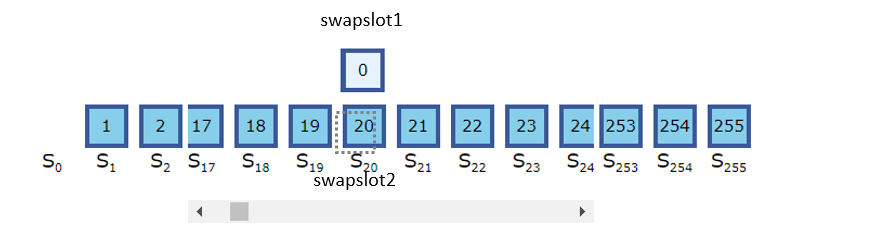 swapslot1
0
1 2 17 18 19 20 21 22 23 24 253 254 255
S₀ S₁ S₂ S₁₇ S₁₈ S₁₉ S₂₀ S₂₁ S₂₂ S₂₃ S₂₄ S₂₅₃ S₂₅₄ S₂₅₅
swapslot2